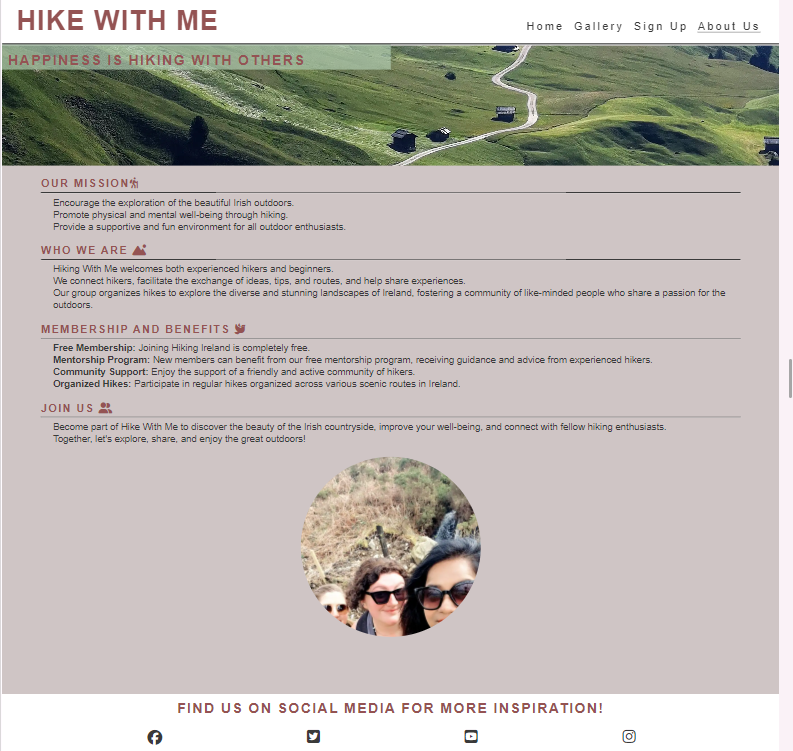 HIKE WITH ME
Home Gallery Sign Up About Us
HAPPINESS IS HIKING WITH OTHERS
OUR MISSION
Encourage the exploration of the beautiful Irish outdoors.
Promote physical and mental well-being through hiking.
Provide a supportive and fun environment for all outdoor enthusiasts.
WHO WE ARE
Hiking With Me welcomes both experienced hikers and beginners.
We connect hikers, facilitate the exchange of ideas, tips, and routes, and help share experiences.
Our group organizes hikes to explore the diverse and stunning landscapes of Ireland, fostering a community of like-minded people who share a passion for the
outdoors.
MEMBERSHIP AND BENEFITS
Free Membership: Joining Hiking Ireland is completely free.
Mentorship Program: New members can benefit from our free mentorship program, receiving guidance and advice from experienced hikers.
Community Support: Enjoy the support of a friendly and active community of hikers.
Organized Hikes: Participate in regular hikes organized across various scenic routes in Ireland.
JOIN US
Become part of Hike With Me to discover the beauty of the Irish countryside, improve your well-being, and connect with fellow hiking enthusiasts.
Together, let's explore, share, and enjoy the great outdoors!
FIND US ON SOCIAL MEDIA FOR MORE INSPIRATION!